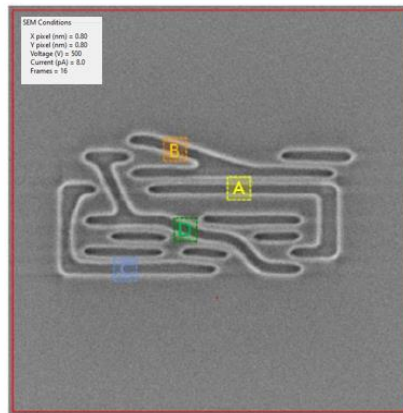 SEM Conditions
X pixel (nm) = 0.80
Y pixel (nm) = 0.80
Voltage (V) = 500
Current (pA) = 8.0
Frames = 16
B
A
D
C